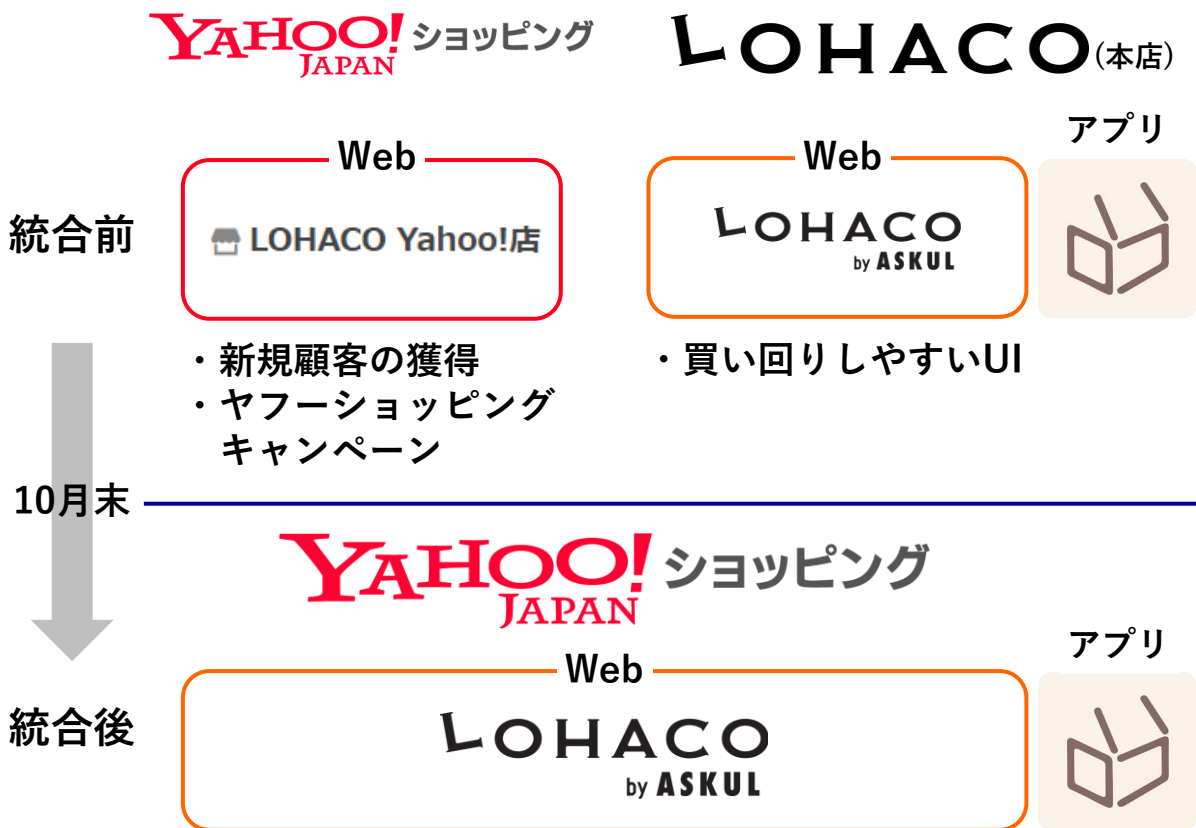 YAHOO! JAPAN ショッピング
LOHACO(本店)
アプリ
Web
Web
統合前
LOHACO Yahoo!店
LOHACO
by ASKUL
・新規顧客の獲得
・ヤフーショッピング
キャンペーン
・買い回りしやすいUI
10月末
YAHOO! JAPAN ショッピング
アプリ
Web
統合後
LOHACO
by ASKUL